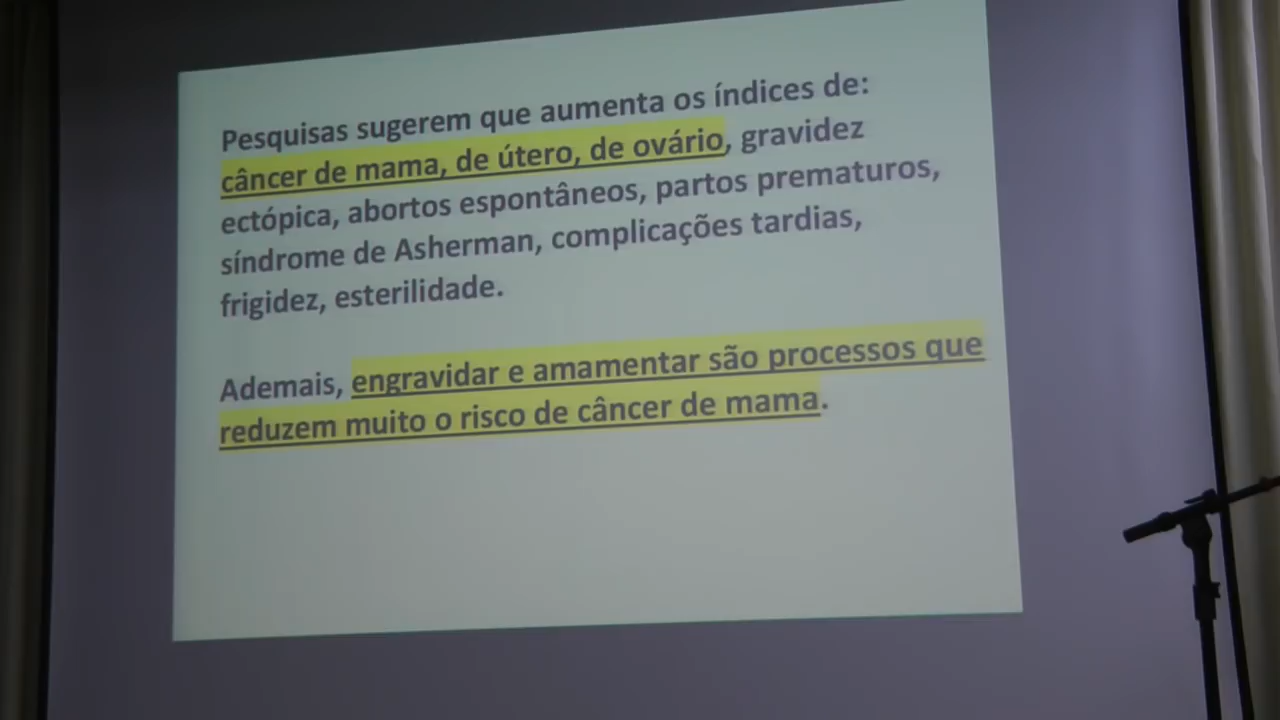 Pesquisas sugerem que aumenta os índices de:
câncer de mama, de útero, de ovário, gravidez
ectópica, abortos espontâneos, partos prematuros,
síndrome de Asherman, complicações tardias,
frigidez, esterilidade.
Ademais, engravidar e amamentar são processos que
reduzem muito o risco de câncer de mama.